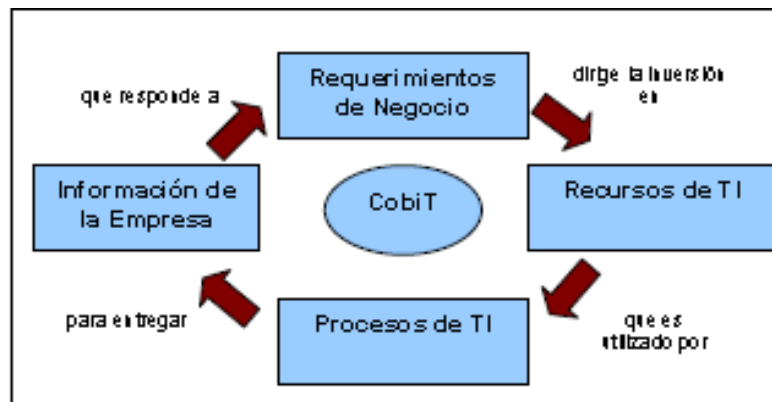 Requerimientos
de Negocio
que responde a
dirige la inversión
en
Información de
la Empresa
CobiT
Recursos de TI
para entregar
Procesos de TI
que es
utilizado por